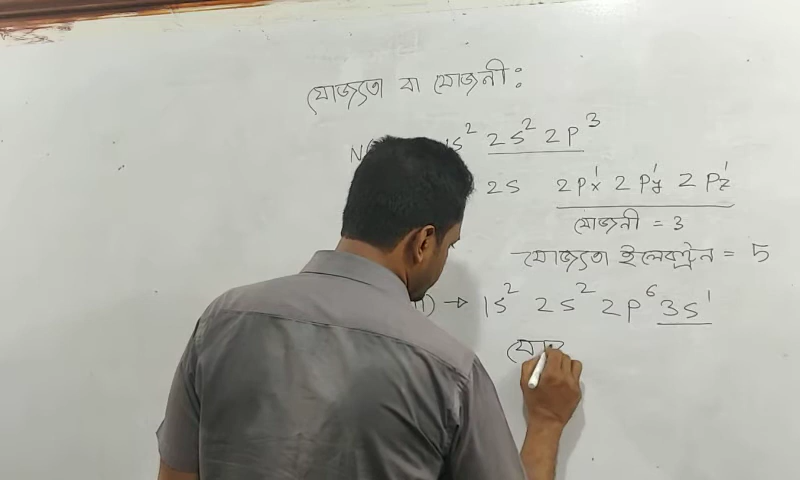 যোজ্যতা বা যোজনী:
2s² 2p³
2s 2p¹x 2p¹y 2p¹z
যোজনী = 3
যোজ্যতা ইলেকট্রন = 5
) → 1s² 2s² 2p⁶ 3s¹
যো